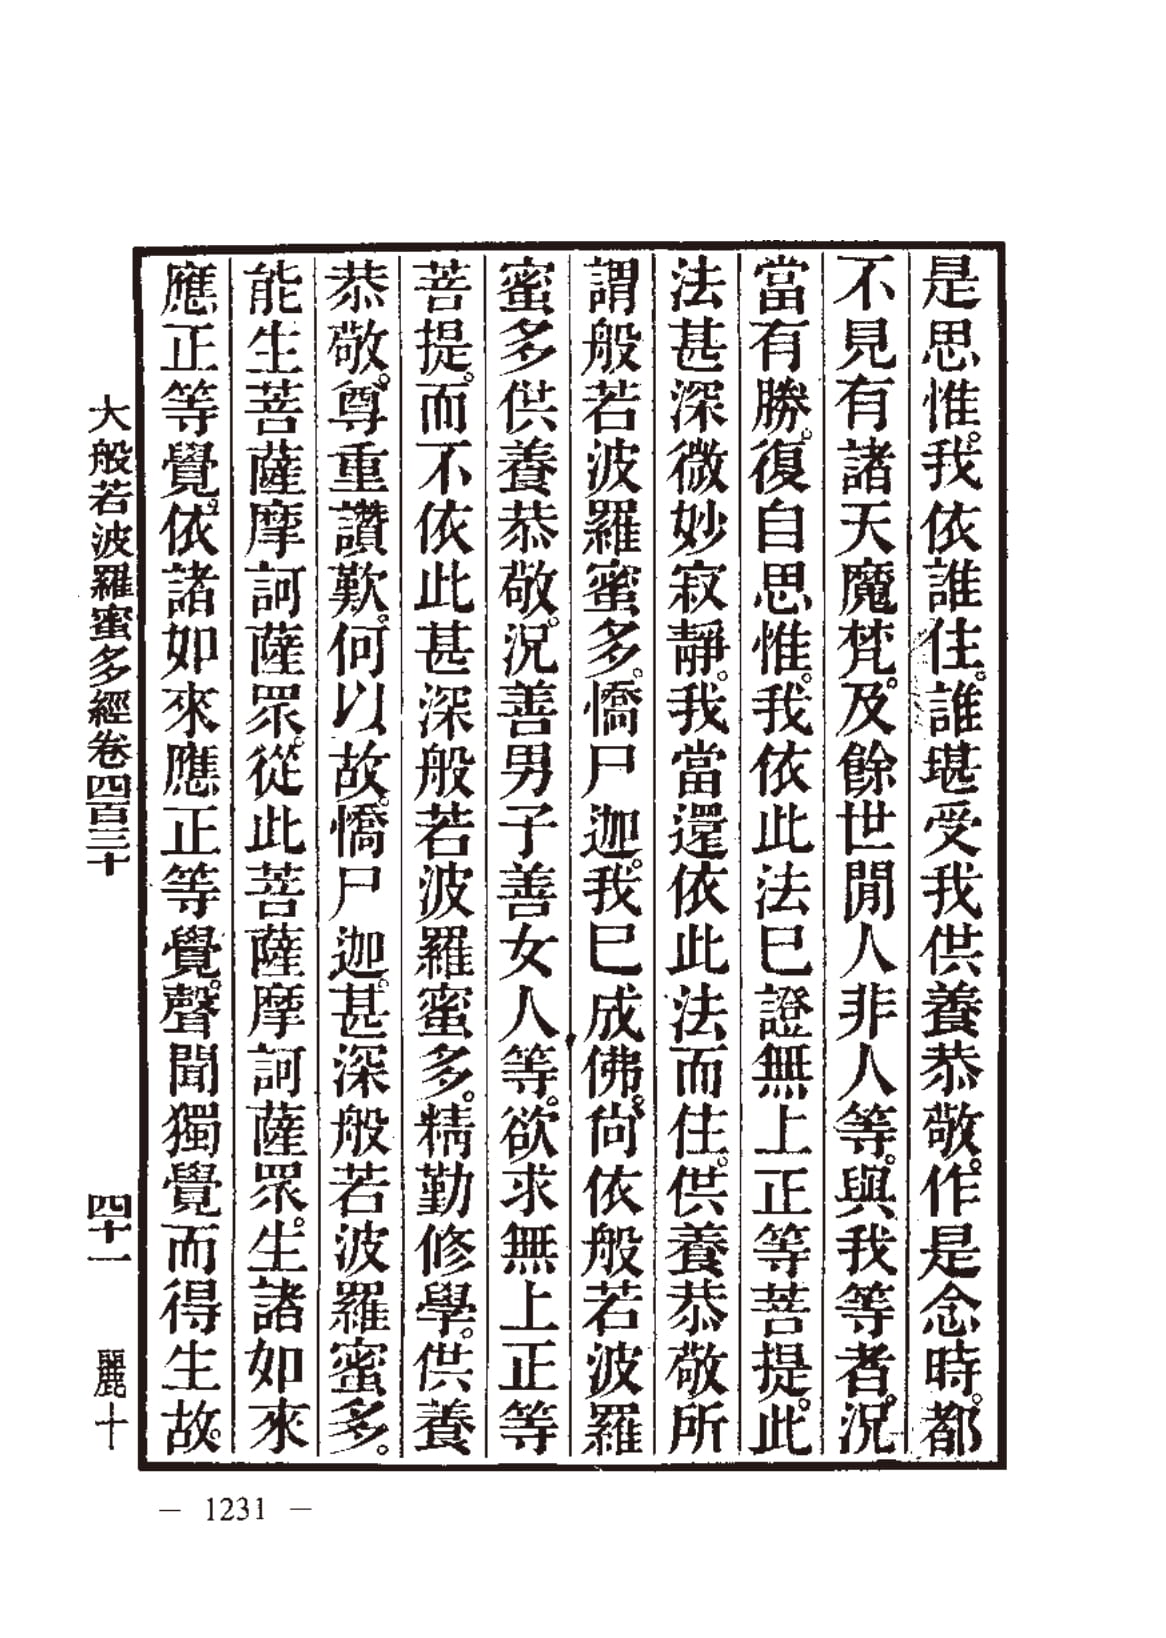 是思惟。我依誰住。誰堪受我供養恭敬。作是念時。都
不見有諸天魔梵。及餘世閒人非人等。與我等者。況
當有勝。復自思惟。我依此法已證無上正等菩提。此
法甚深微妙寂靜。我當還依此法而住。供養恭敬所
謂般若波羅蜜多。憍尸迦。我已成佛。尙依般若波羅
蜜多供養恭敬。況善男子善女人等。欲求無上正等
菩提。而不依此甚深般若波羅蜜多。精勤修學。供養
恭敬。尊重讚歎。何以故。憍尸迦。甚深般若波羅蜜多。
能生菩薩摩訶薩眾。從此菩薩摩訶薩眾。生諸如來
應正等覺。依諸如來應正等覺。聲聞獨覺而得生故。
大般若波羅蜜多經卷四百三十 四十一 麗十
— 1231 —